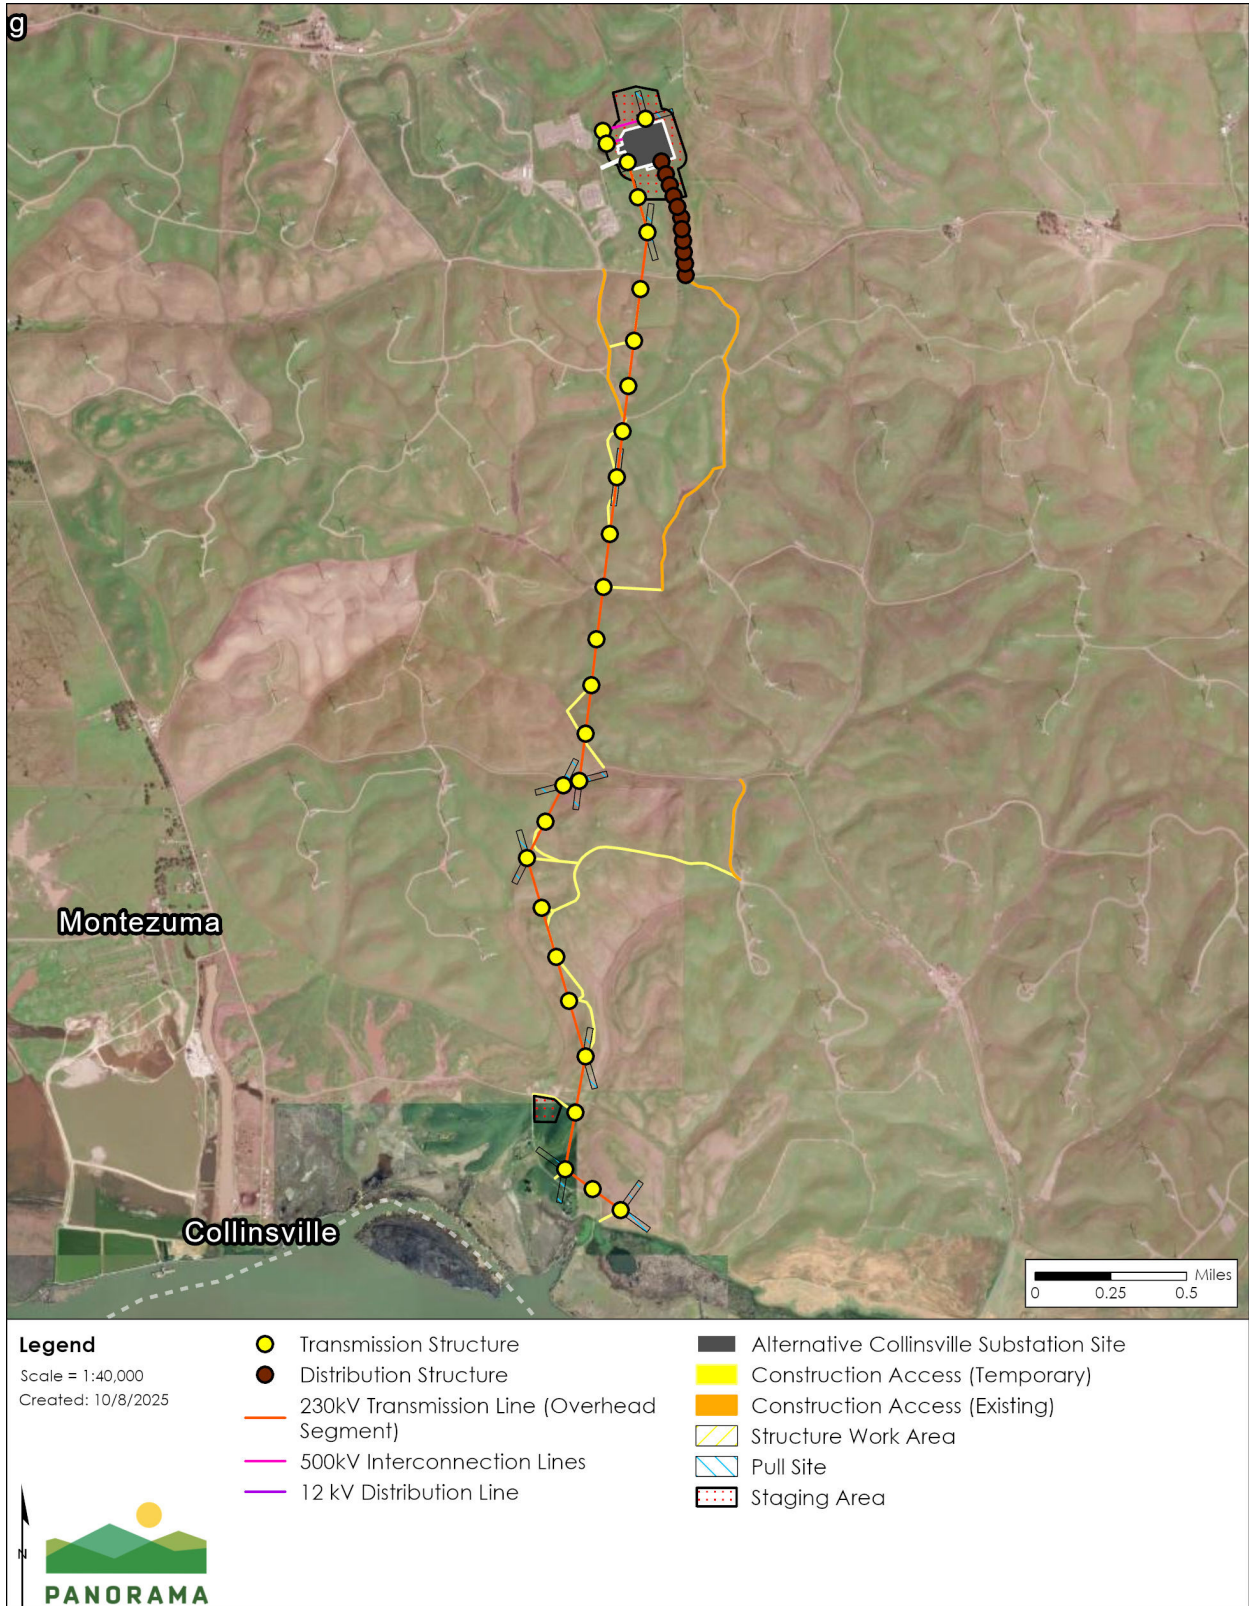 g
Montezuma
Collinsville
Miles
0 0.25 0.5
Legend
Scale = 1:40,000
Created: 10/8/2025
N
PANORAMA
Transmission Structure
Distribution Structure
230kV Transmission Line (Overhead
Segment)
500kV Interconnection Lines
12 kV Distribution Line
Alternative Collinsville Substation Site
Construction Access (Temporary)
Construction Access (Existing)
Structure Work Area
Pull Site
Staging Area